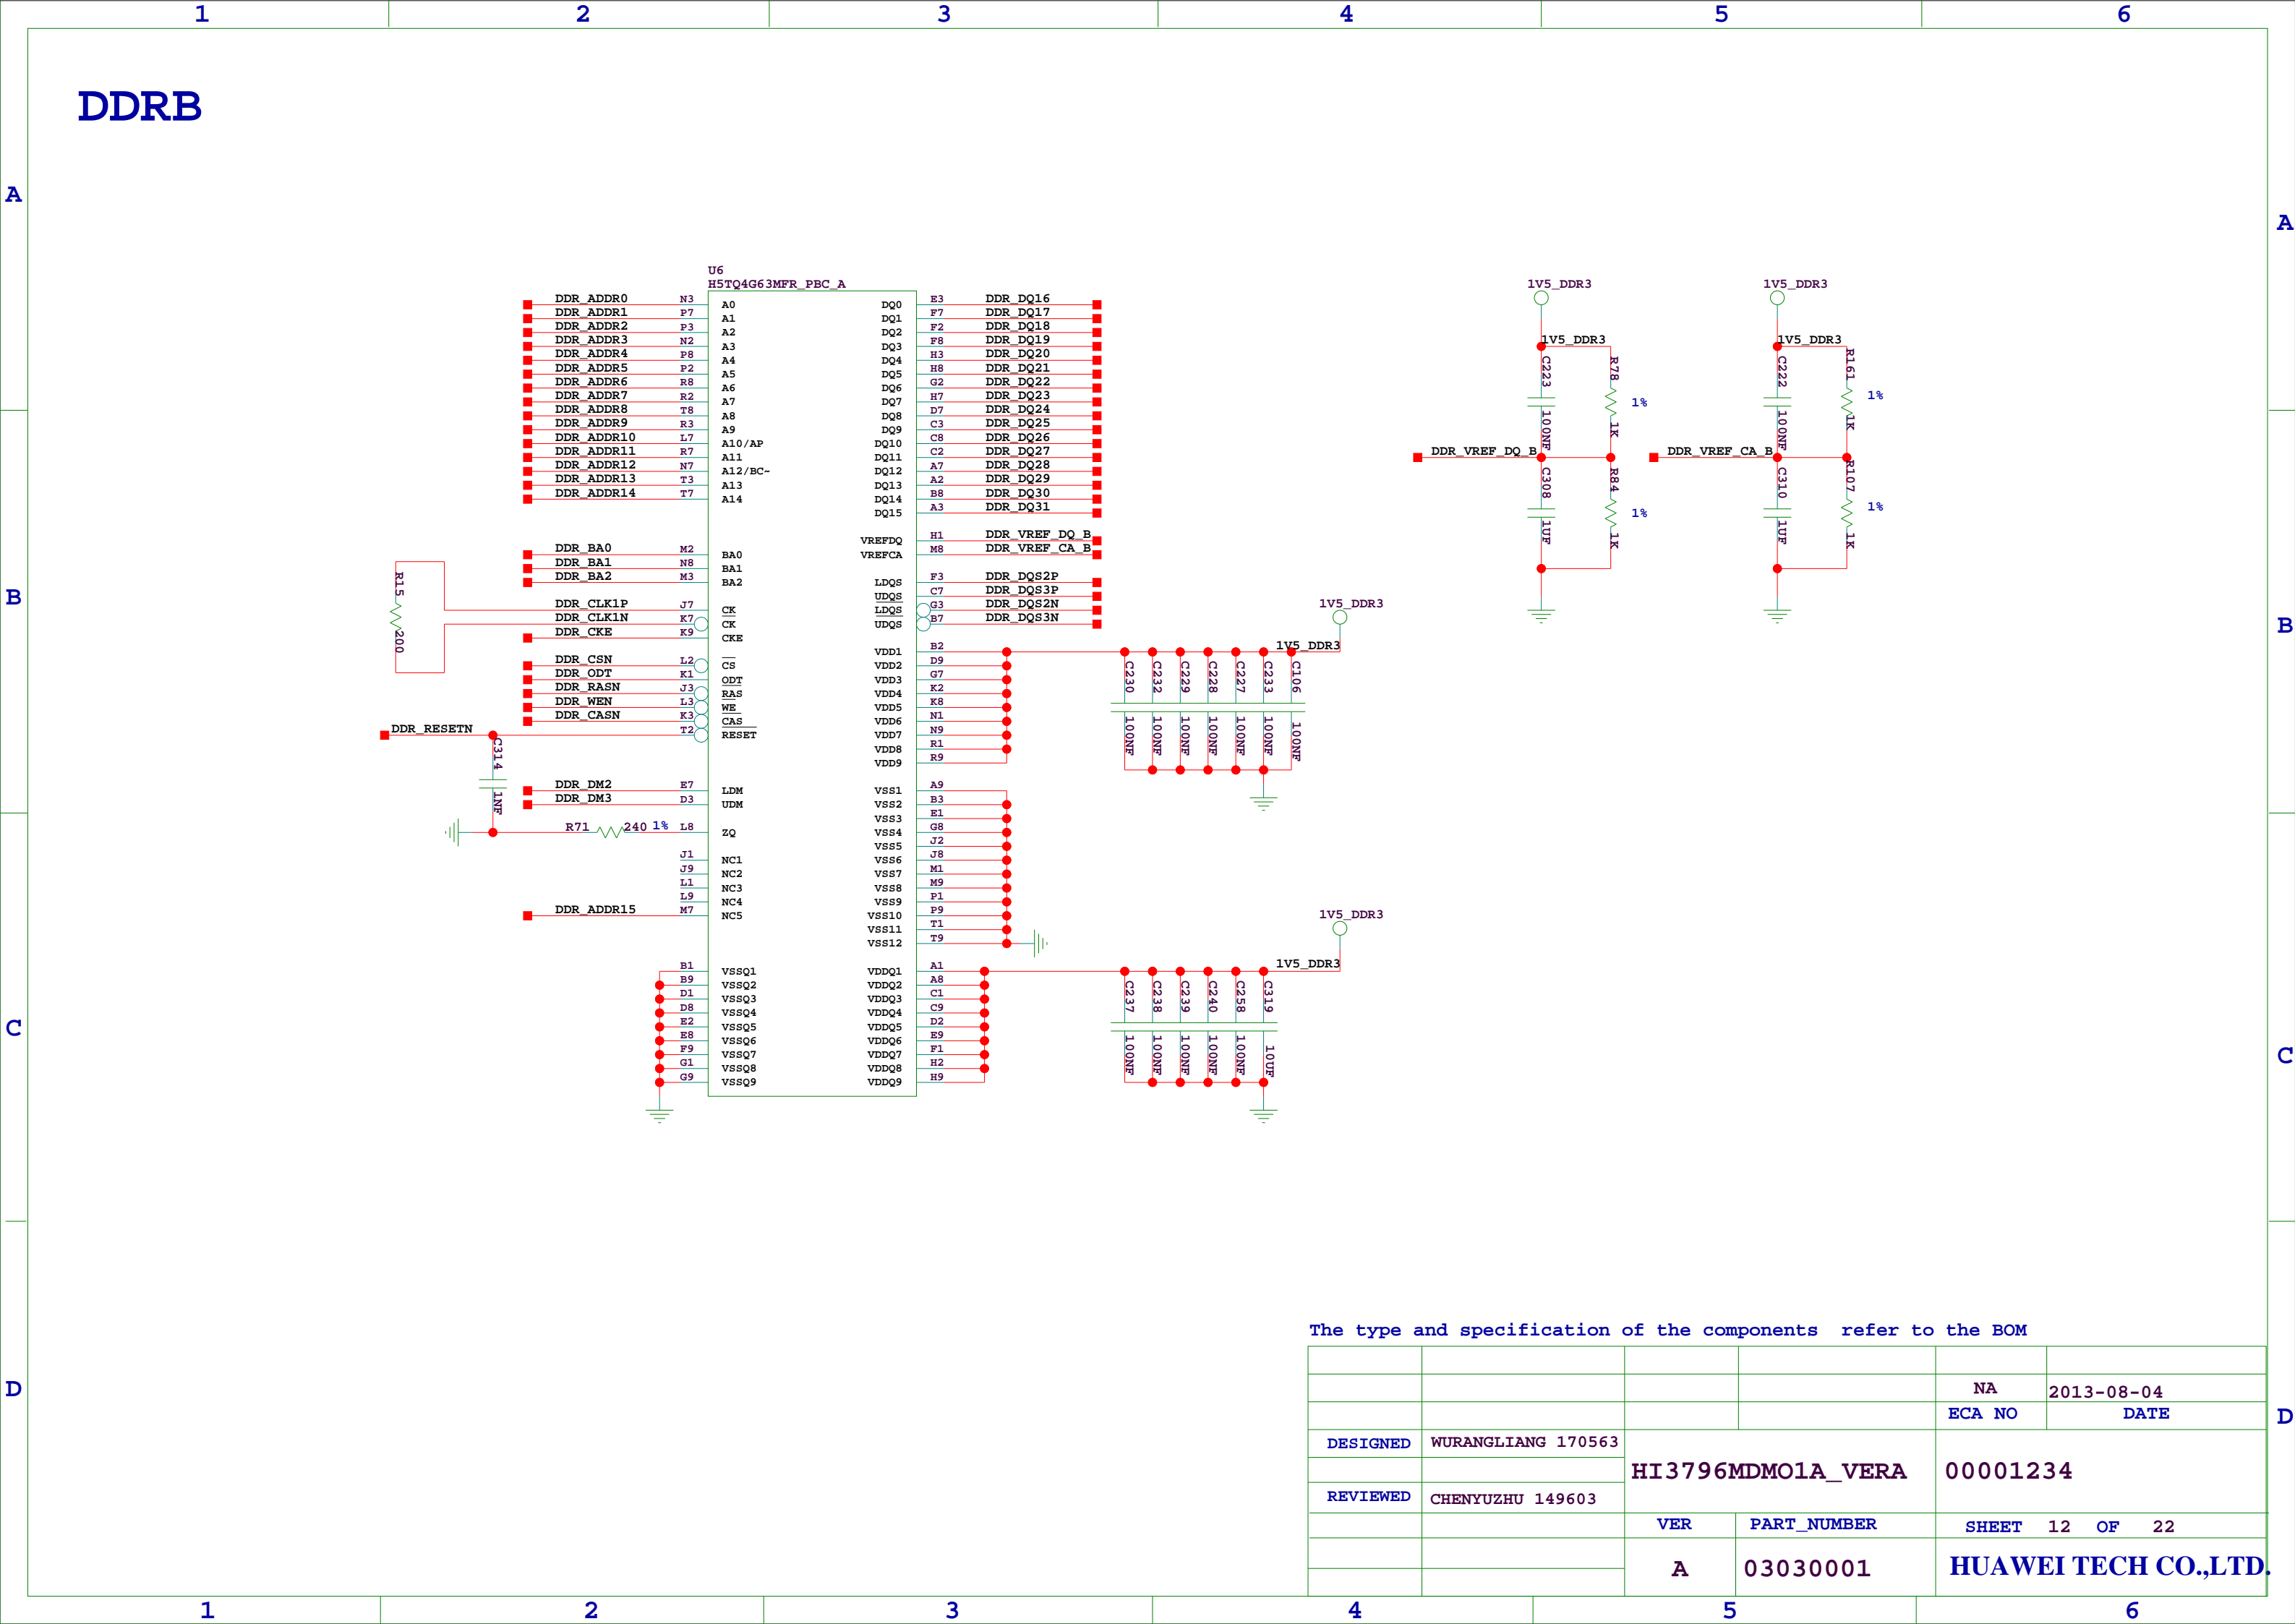 1 2 3 4 5 6
DDRB
A
A
B
B
C
C
D
D
U6
H5TQ4G63MFR_PBC_A
DDR_ADDR0 N3 A0
DDR_ADDR1 P7 A1
DDR_ADDR2 P3 A2
DDR_ADDR3 N2 A3
DDR_ADDR4 P8 A4
DDR_ADDR5 P2 A5
DDR_ADDR6 R8 A6
DDR_ADDR7 R2 A7
DDR_ADDR8 T8 A8
DDR_ADDR9 R3 A9
DDR_ADDR10 L7 A10/AP
DDR_ADDR11 R7 A11
DDR_ADDR12 N7 A12/BC~
DDR_ADDR13 T3 A13
DDR_ADDR14 T7 A14
DDR_BA0 M2 BA0
DDR_BA1 N8 BA1
DDR_BA2 M3 BA2
R15
200
DDR_CLK1P J7 CK
DDR_CLK1N K7 CK
DDR_CKE K9 CKE
DDR_CSN L2 CS
DDR_ODT K1 ODT
DDR_RASN J3 RAS
DDR_WEN L3 WE
DDR_CASN K3 CAS
DDR_RESETN T2 RESET
C314
1NF
DDR_DM2 E7 LDM
DDR_DM3 D3 UDM
R71 240 1% L8 ZQ
J1 NC1
J9 NC2
L1 NC3
L9 NC4
DDR_ADDR15 M7 NC5
B1 VSSQ1
B9 VSSQ2
D1 VSSQ3
D8 VSSQ4
E2 VSSQ5
E8 VSSQ6
F9 VSSQ7
G1 VSSQ8
G9 VSSQ9
DQ0 E3 DDR_DQ16
DQ1 F7 DDR_DQ17
DQ2 F2 DDR_DQ18
DQ3 F8 DDR_DQ19
DQ4 H3 DDR_DQ20
DQ5 H8 DDR_DQ21
DQ6 G2 DDR_DQ22
DQ7 H7 DDR_DQ23
DQ8 D7 DDR_DQ24
DQ9 C3 DDR_DQ25
DQ10 C8 DDR_DQ26
DQ11 C2 DDR_DQ27
DQ12 A7 DDR_DQ28
DQ13 A2 DDR_DQ29
DQ14 B8 DDR_DQ30
DQ15 A3 DDR_DQ31
VREFDQ H1 DDR_VREF_DQ_B
VREFCA M8 DDR_VREF_CA_B
LDQS F3 DDR_DQS2P
UDQS C7 DDR_DQS3P
LDQS G3 DDR_DQS2N
UDQS B7 DDR_DQS3N
VDD1 B2
VDD2 D9
VDD3 G7
VDD4 K2
VDD5 K8
VDD6 N1
VDD7 N9
VDD8 R1
VDD9 R9
VSS1 A9
VSS2 B3
VSS3 E1
VSS4 G8
VSS5 J2
VSS6 J8
VSS7 M1
VSS8 M9
VSS9 P1
VSS10 P9
VSS11 T1
VSS12 T9
VDDQ1 A1
VDDQ2 A8
VDDQ3 C1
VDDQ4 C9
VDDQ5 D2
VDDQ6 E9
VDDQ7 F1
VDDQ8 H2
VDDQ9 H9
1V5_DDR3
1V5_DDR3
C230 C232 C229 C228 C227 C233 C106
100NF 100NF 100NF 100NF 100NF 100NF 100NF
1V5_DDR3
1V5_DDR3
C237 C238 C239 C240 C258 C319
100NF 100NF 100NF 100NF 100NF 10UF
1V5_DDR3
1V5_DDR3
C223 R78
1%
100NF 1K
DDR_VREF_DQ_B
C308 R84
1%
1UF 1K
1V5_DDR3
1V5_DDR3
C222 R161
1%
100NF 1K
DDR_VREF_CA_B
C310 R107
1%
1UF 1K
The type and specification of the components refer to the BOM
NA 2013-08-04
ECA NO DATE
DESIGNED WURANGLIANG 170563
HI3796MDMO1A_VERA 00001234
REVIEWED CHENYUZHU 149603
VER PART_NUMBER SHEET 12 OF 22
A 03030001 HUAWEI TECH CO.,LTD.
1 2 3 4 5 6